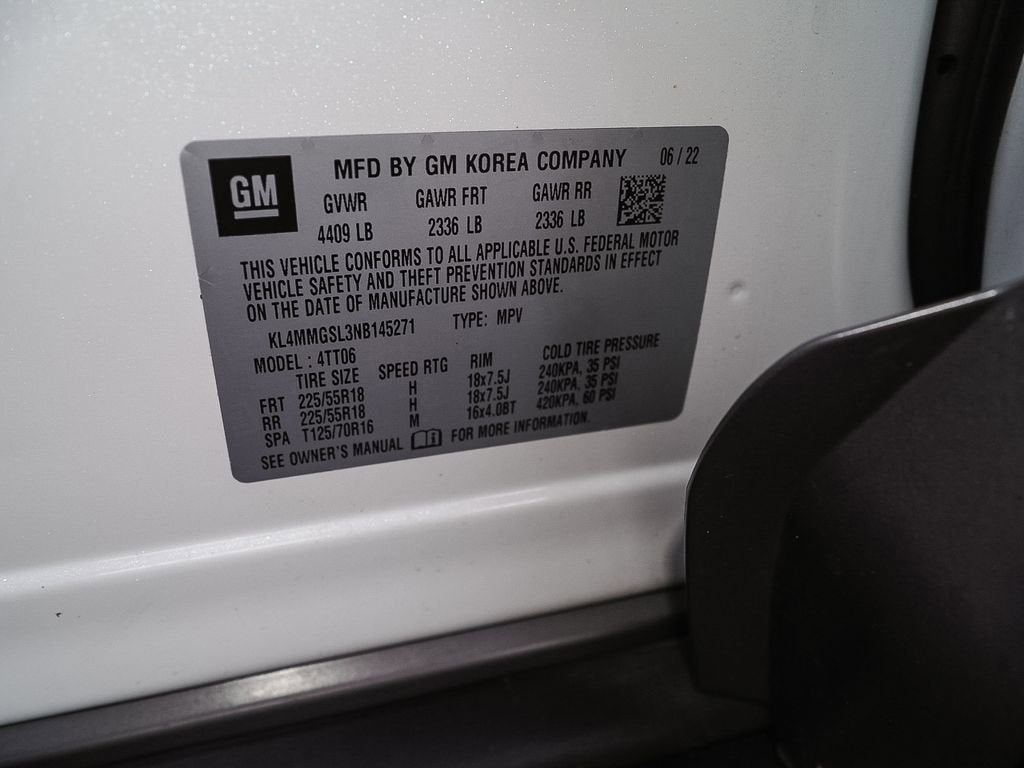 GM
MFD BY GM KOREA COMPANY 06 / 22
GVWR GAWR FRT GAWR RR
4409 LB 2336 LB 2336 LB
THIS VEHICLE CONFORMS TO ALL APPLICABLE U.S. FEDERAL MOTOR
VEHICLE SAFETY AND THEFT PREVENTION STANDARDS IN EFFECT
ON THE DATE OF MANUFACTURE SHOWN ABOVE.
KL4MMGSL3NB145271 TYPE: MPV
MODEL : 4TT06
TIRE SIZE SPEED RTG RIM COLD TIRE PRESSURE
FRT 225/55R18 H 18x7.5J 240KPA, 35 PSI
RR 225/55R18 H 18x7.5J 240KPA, 35 PSI
SPA T125/70R16 M 16x4.0BT 420KPA, 60 PSI
SEE OWNER'S MANUAL FOR MORE INFORMATION.